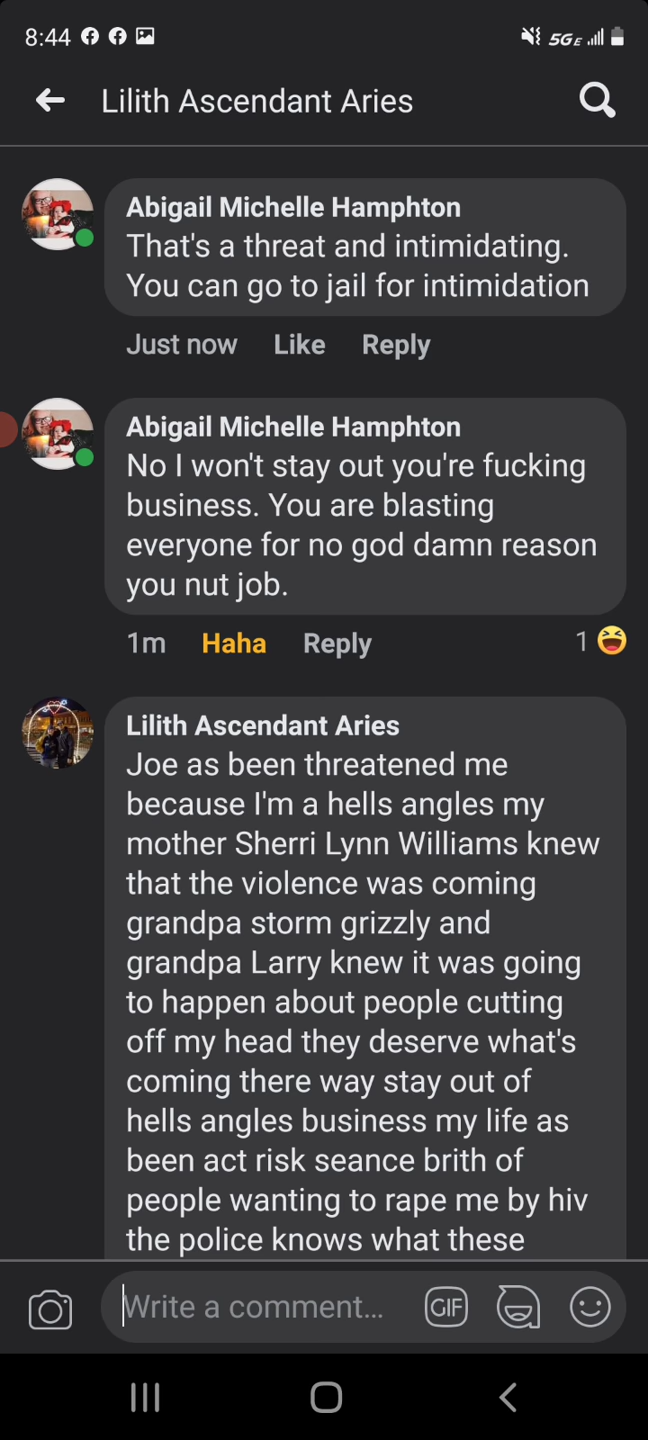 8:44
5GE
Lilith Ascendant Aries
Abigail Michelle Hamphton
That's a threat and intimidating.
You can go to jail for intimidation
Just now Like Reply
Abigail Michelle Hamphton
No I won't stay out you're fucking
business. You are blasting
everyone for no god damn reason
you nut job.
1m Haha Reply 1
Lilith Ascendant Aries
Joe as been threatened me
because I'm a hells angles my
mother Sherri Lynn Williams knew
that the violence was coming
grandpa storm grizzly and
grandpa Larry knew it was going
to happen about people cutting
off my head they deserve what's
coming there way stay out of
hells angles business my life as
been act risk seance brith of
people wanting to rape me by hiv
the police knows what these
Write a comment...
GIF